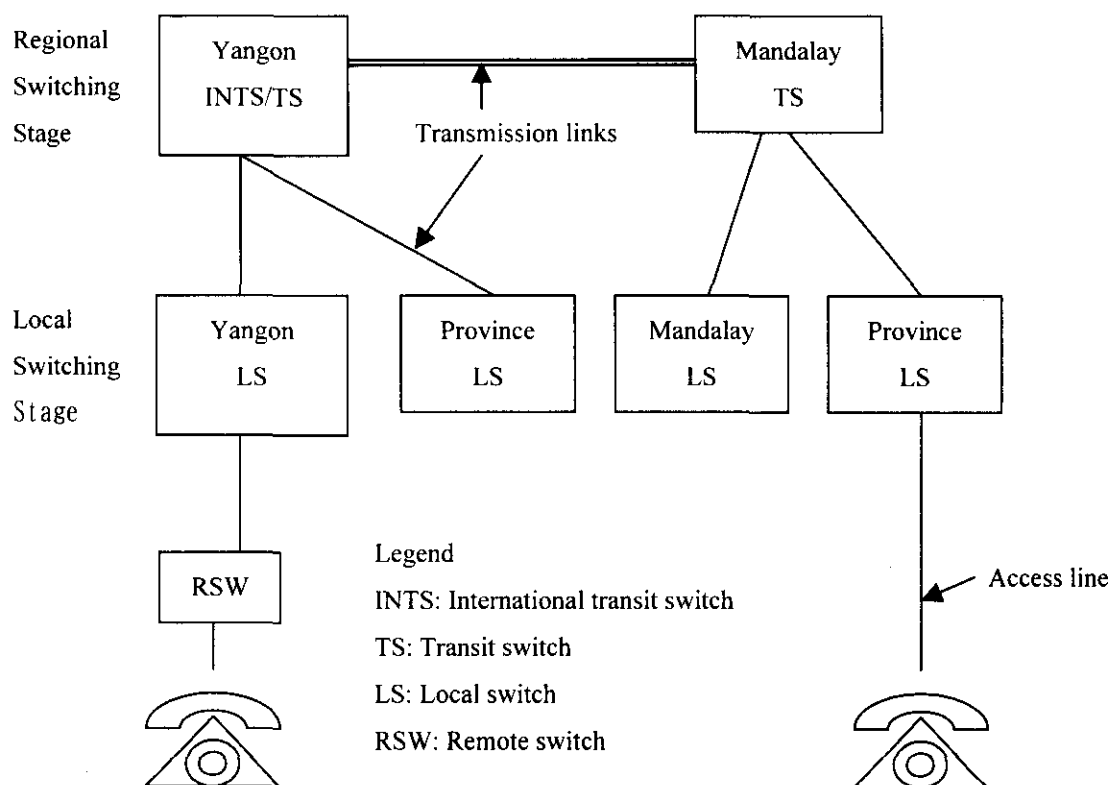 Regional
Switching
Stage
Yangon
INTS/TS
Mandalay
TS
Transmission links
Local
Switching
Stage
Yangon
LS
Province
LS
Mandalay
LS
Province
LS
RSW
Access line
Legend
INTS: International transit switch
TS: Transit switch
LS: Local switch
RSW: Remote switch